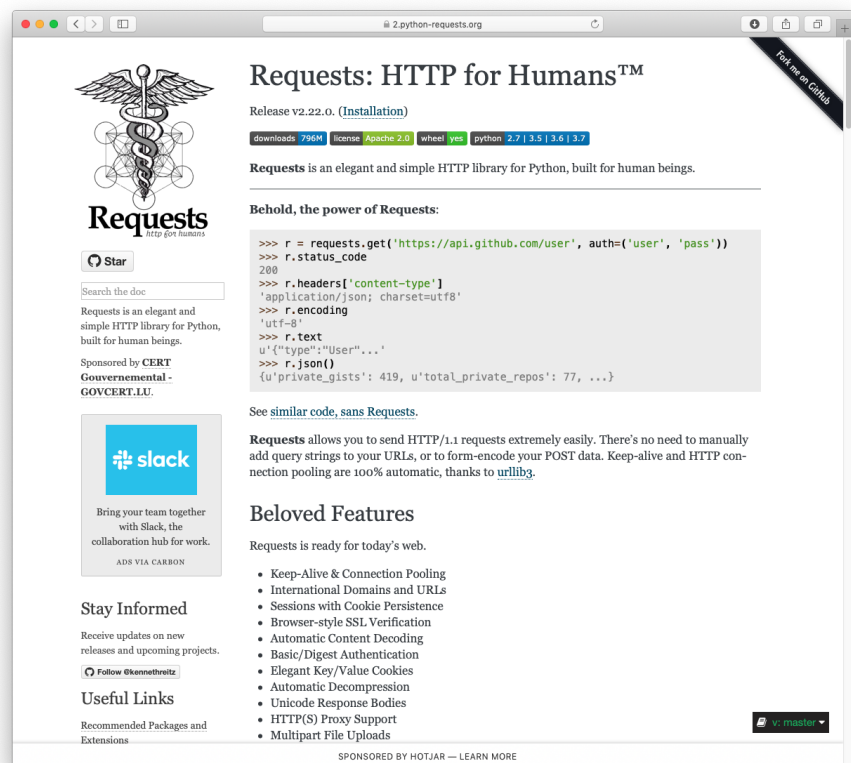 2.python-requests.org
Fork me on GitHub
Requests
http for humans
Star
Search the doc
Requests is an elegant and
simple HTTP library for Python,
built for human beings.
Sponsored by CERT
Gouvernemental -
GOVCERT.LU.
slack
Bring your team together
with Slack, the
collaboration hub for work.
ADS VIA CARBON
Stay Informed
Receive updates on new
releases and upcoming projects.
Follow @kennethreitz
Useful Links
Recommended Packages and
Extensions
Requests: HTTP for Humans™
Release v2.22.0. (Installation)
downloads 796M license Apache 2.0 wheel yes python 2.7 | 3.5 | 3.6 | 3.7
Requests is an elegant and simple HTTP library for Python, built for human beings.
Behold, the power of Requests:
>>> r = requests.get('https://api.github.com/user', auth=('user', 'pass'))
>>> r.status_code
200
>>> r.headers['content-type']
'application/json; charset=utf8'
>>> r.encoding
'utf-8'
>>> r.text
u'{"type":"User"...'
>>> r.json()
{u'private_gists': 419, u'total_private_repos': 77, ...}
See similar code, sans Requests.
Requests allows you to send HTTP/1.1 requests extremely easily. There's no need to manually
add query strings to your URLs, or to form-encode your POST data. Keep-alive and HTTP con-
nection pooling are 100% automatic, thanks to urllib3.
Beloved Features
Requests is ready for today's web.
• Keep-Alive & Connection Pooling
• International Domains and URLs
• Sessions with Cookie Persistence
• Browser-style SSL Verification
• Automatic Content Decoding
• Basic/Digest Authentication
• Elegant Key/Value Cookies
• Automatic Decompression
• Unicode Response Bodies
• HTTP(S) Proxy Support
• Multipart File Uploads
v: master
SPONSORED BY HOTJAR — LEARN MORE